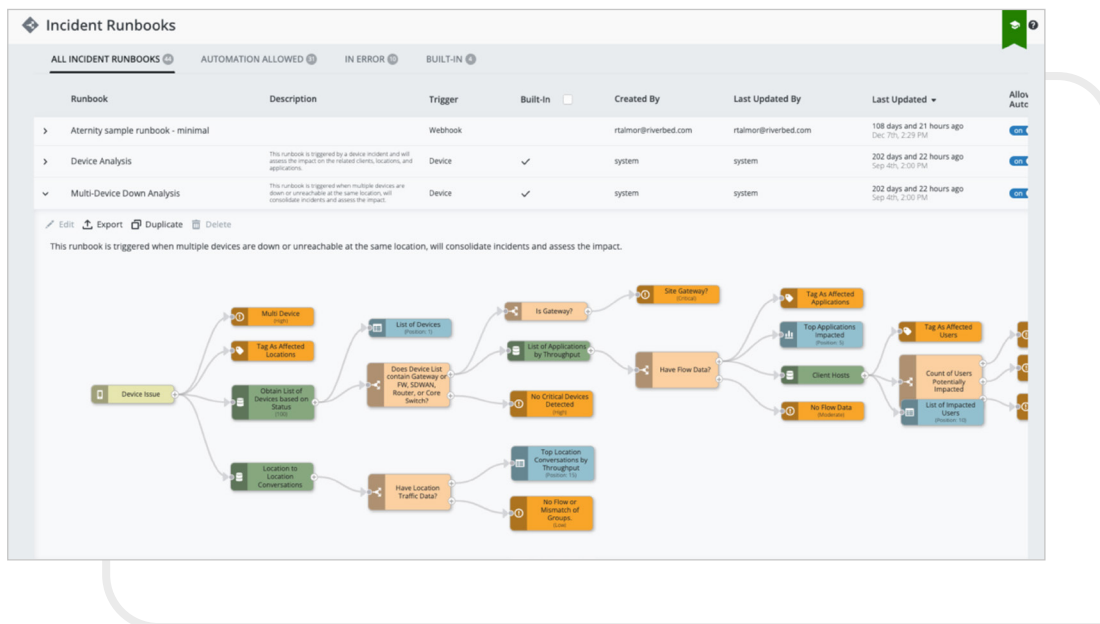 Incident Runbooks
ALL INCIDENT RUNBOOKS
AUTOMATION ALLOWED
IN ERROR
BUILT-IN
Runbook
Description
Trigger
Built-In
Created By
Last Updated By
Last Updated
Aternity sample runbook - minimal
Webhook
rtalmor@riverbed.com
rtalmor@riverbed.com
108 days and 21 hours ago
Dec 7th, 2:29 PM
on
Device Analysis
This runbook is triggered by a device incident and will
assess the impact on the related clients, locations, and
applications.
Device
system
system
202 days and 22 hours ago
Sep 4th, 2:00 PM
on
Multi-Device Down Analysis
This runbook is triggered when multiple devices are
down or unreachable at the same location, will
consolidate incidents and assess the impact.
Device
system
system
202 days and 22 hours ago
Sep 4th, 2:00 PM
on
Edit
Export
Duplicate
Delete
This runbook is triggered when multiple devices are down or unreachable at the same location, will consolidate incidents and assess the impact.
Device Issue
Multi Device
(High)
Tag As Affected
Locations
Obtain List of
Devices based on
Status
(100)
Location to
Location
Conversations
List of Devices
(Position: 1)
Does Device List
contain Gateway or
FW, SDWAN,
Router, or Core
Switch?
Have Location
Traffic Data?
Is Gateway?
List of Applications
by Throughput
No Critical Devices
Detected
(High)
Top Location
Conversations by
Throughput
(Position: 15)
No Flow or
Mismatch of
Groups.
(Low)
Site Gateway?
(Critical)
Have Flow Data?
Tag As Affected
Applications
Top Applications
Impacted
(Position: 5)
Client Hosts
No Flow Data
(Moderate)
Tag As Affected
Users
Count of Users
Potentially
Impacted
List of Impacted
Users
(Position: 10)